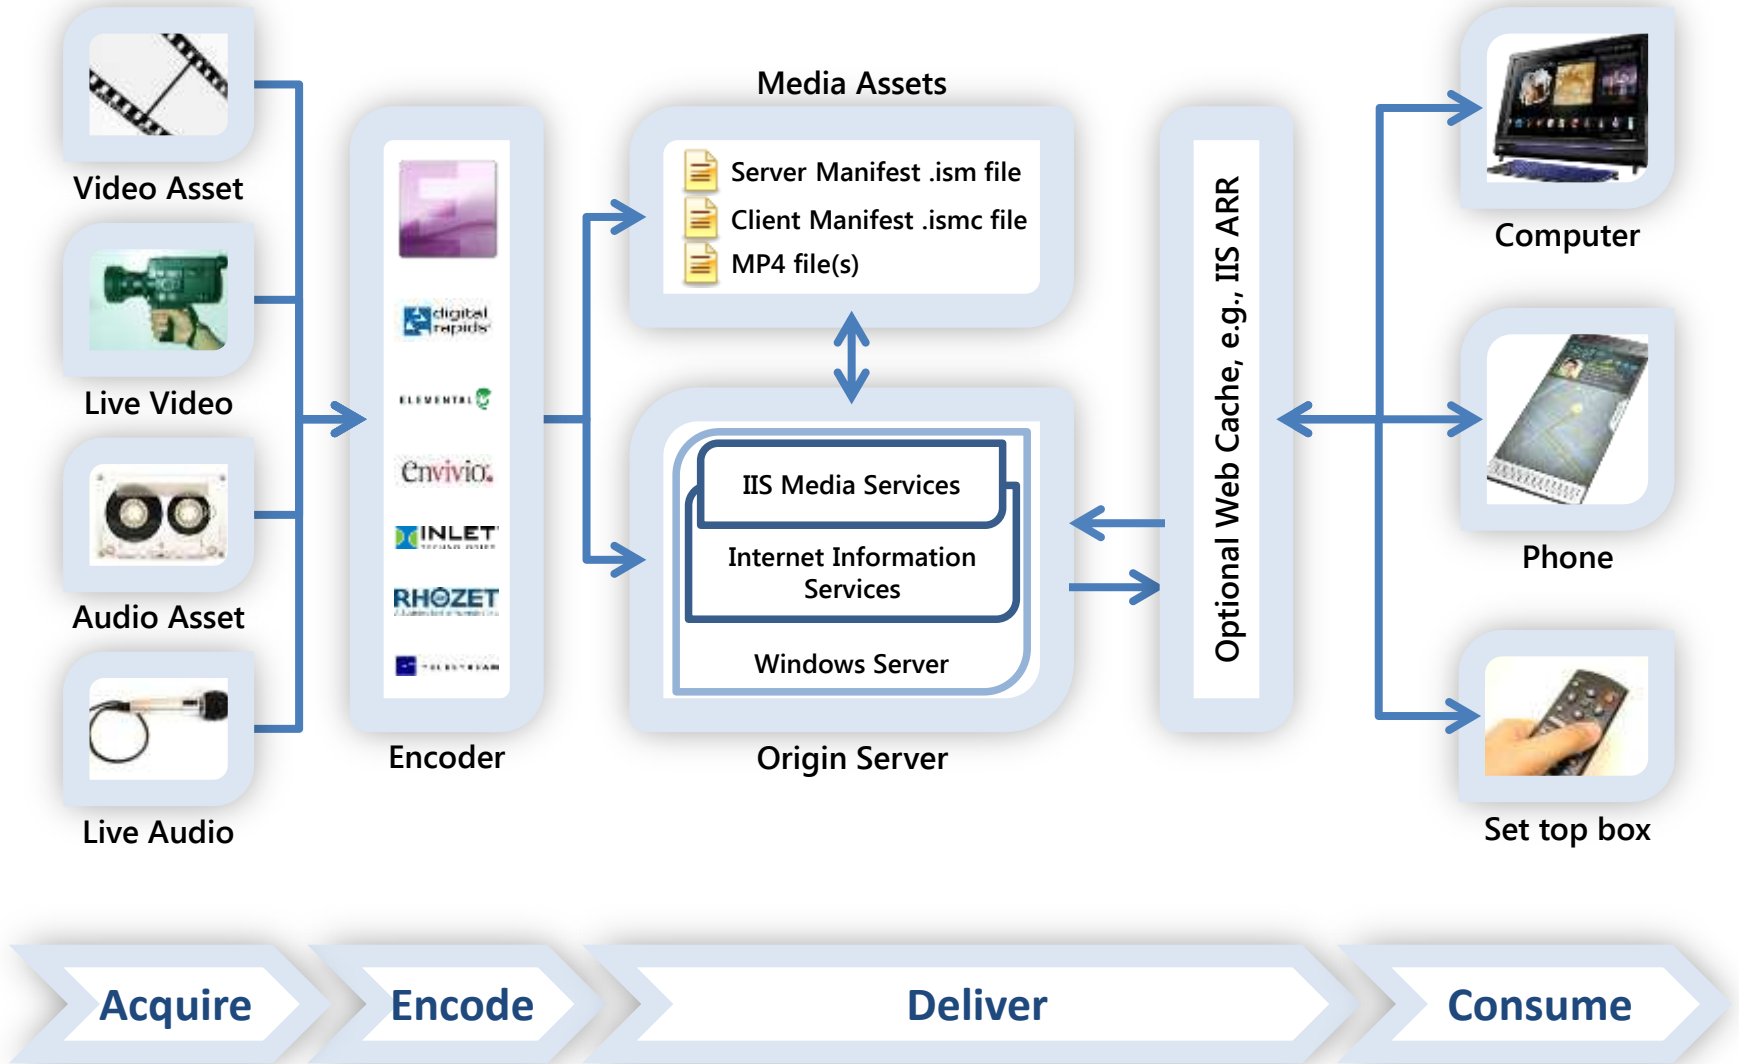 Video Asset
Live Video
Audio Asset
Live Audio
digital
rapids
ELEMENTAL
envivio
INLET
RHOZET
TELESTREAM
Encoder
Media Assets
Server Manifest .ism file
Client Manifest .ismc file
MP4 file(s)
IIS Media Services
Internet Information
Services
Windows Server
Origin Server
Optional Web Cache, e.g., IIS ARR
Computer
Phone
Set top box
Acquire
Encode
Deliver
Consume